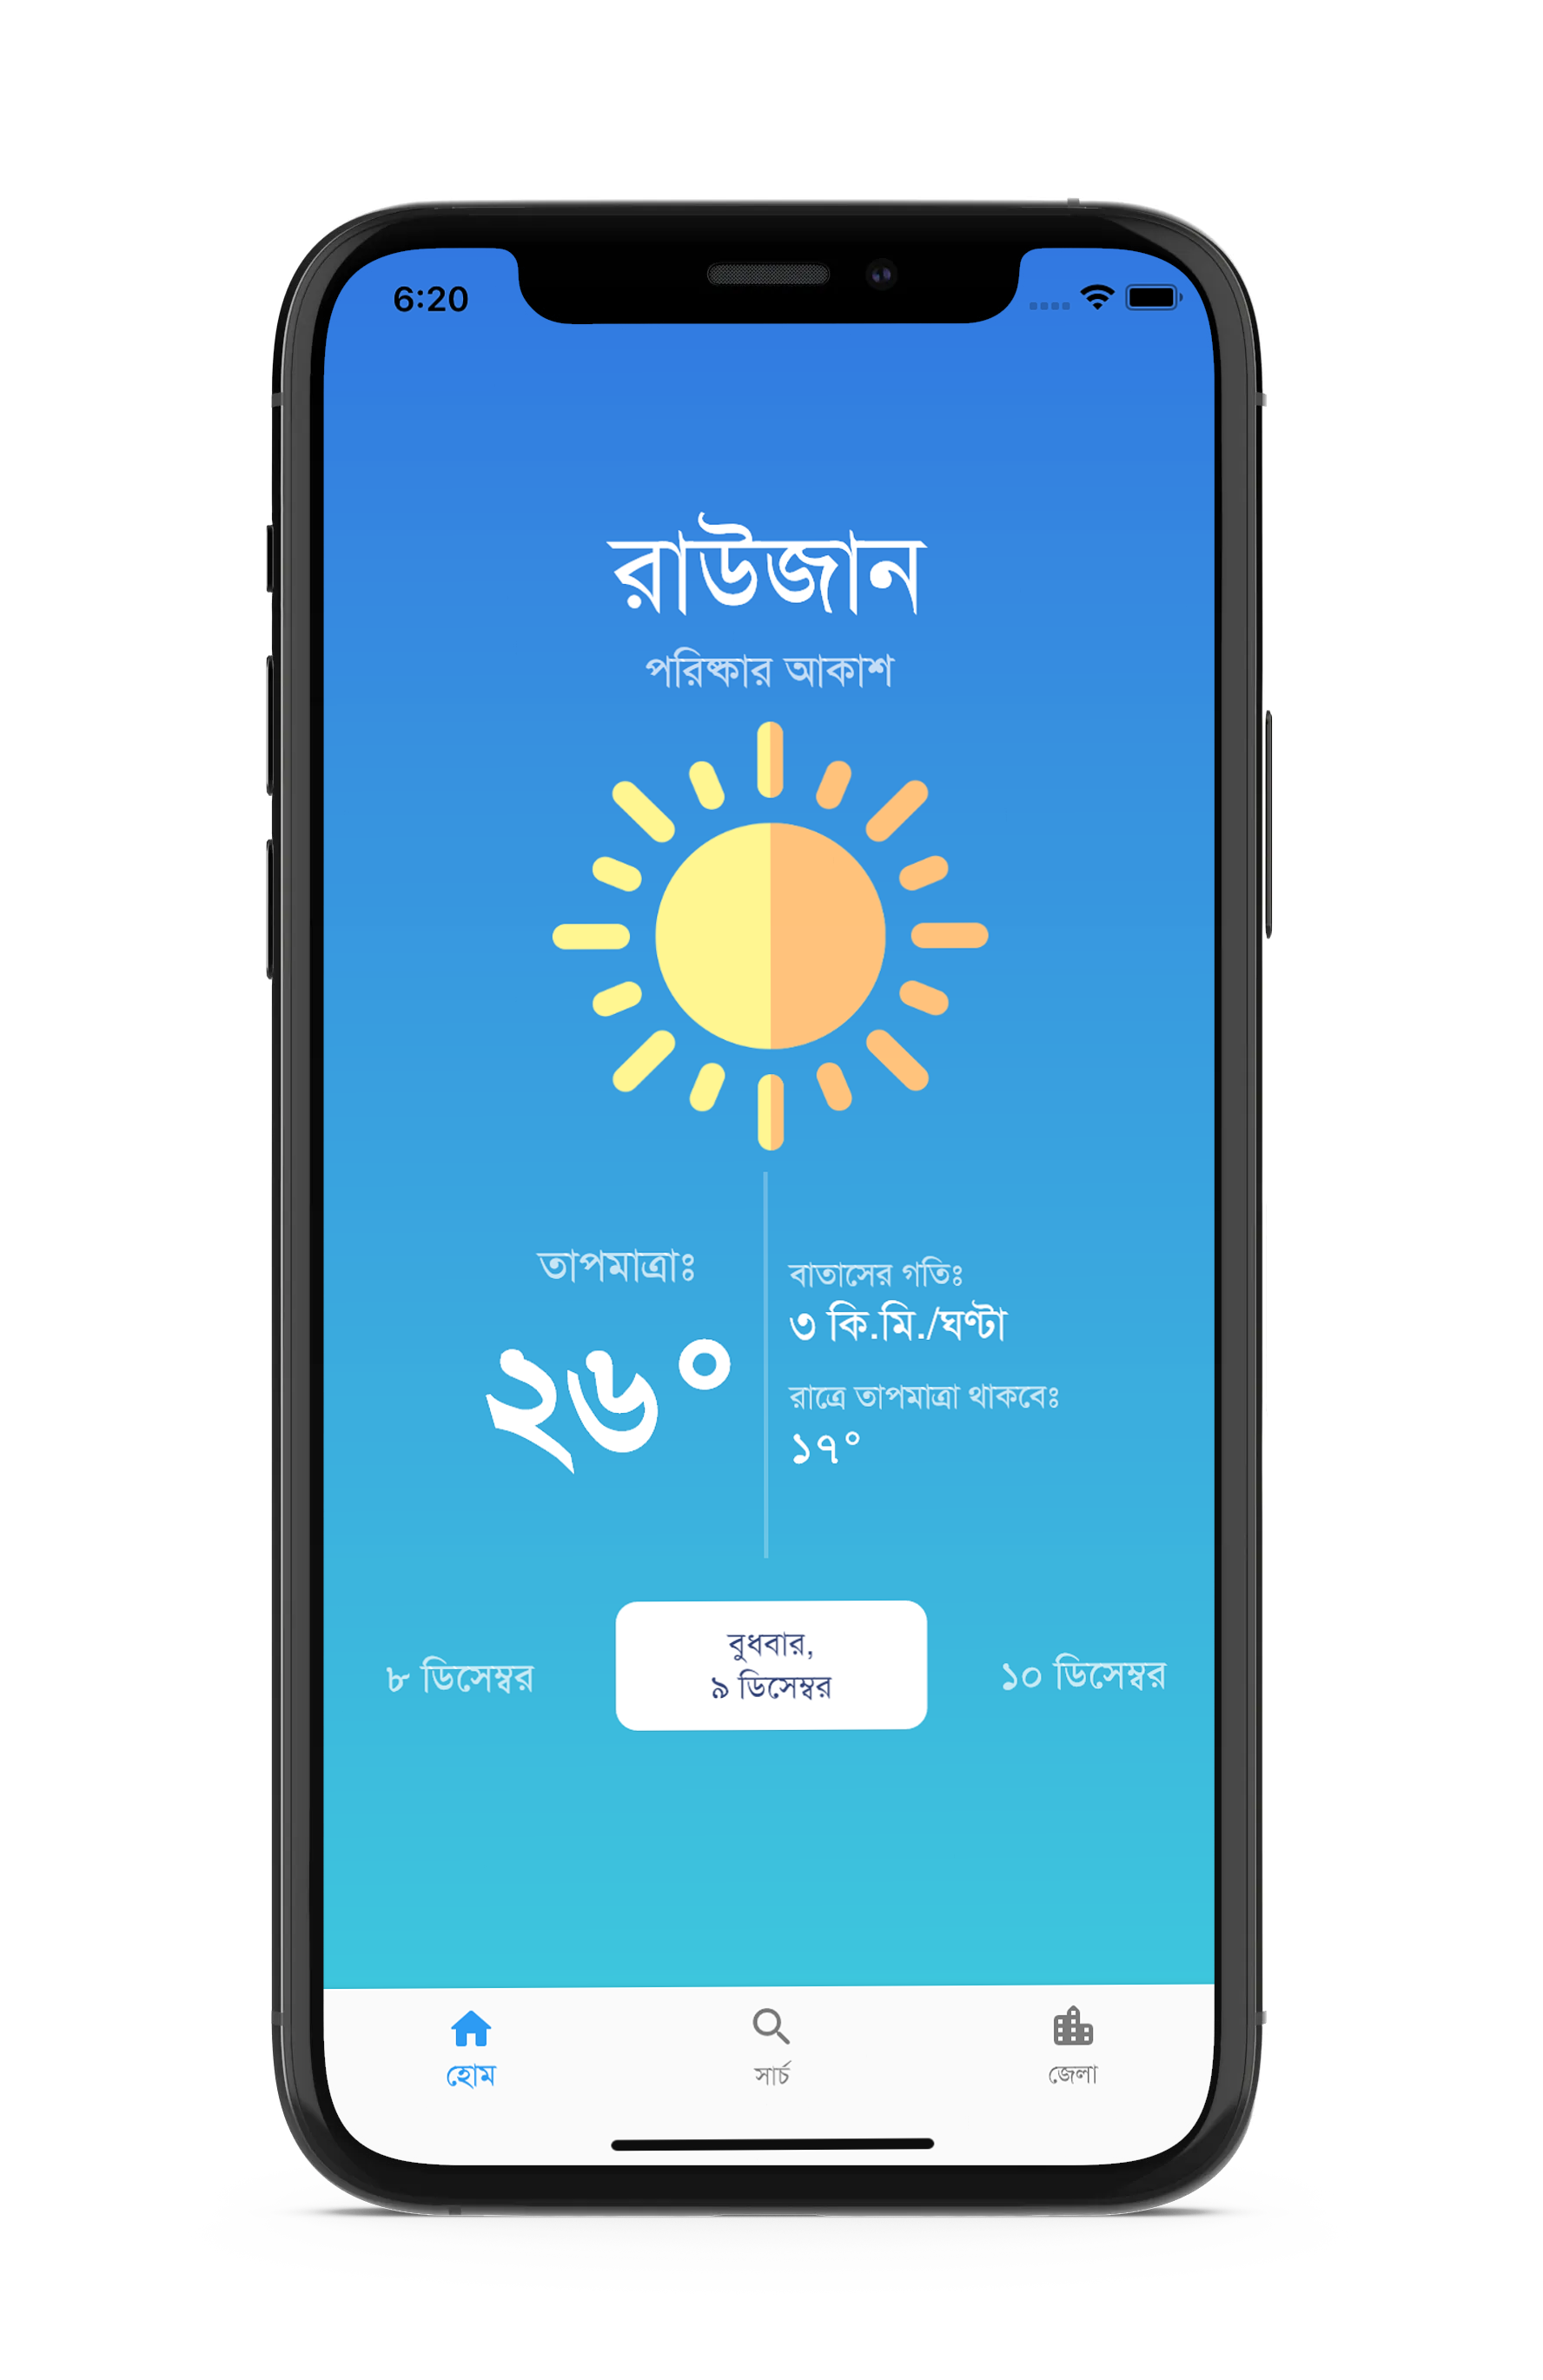 6:20
রাউজান
পরিষ্কার আকাশ
তাপমাত্রাঃ
২৬°
বাতাসের গতিঃ
৩ কি.মি./ঘণ্টা
রাত্রে তাপমাত্রা থাকবেঃ
১৭°
৮ ডিসেম্বর
বুধবার,
৯ ডিসেম্বর
১০ ডিসেম্বর
হোম
সার্চ
জেলা